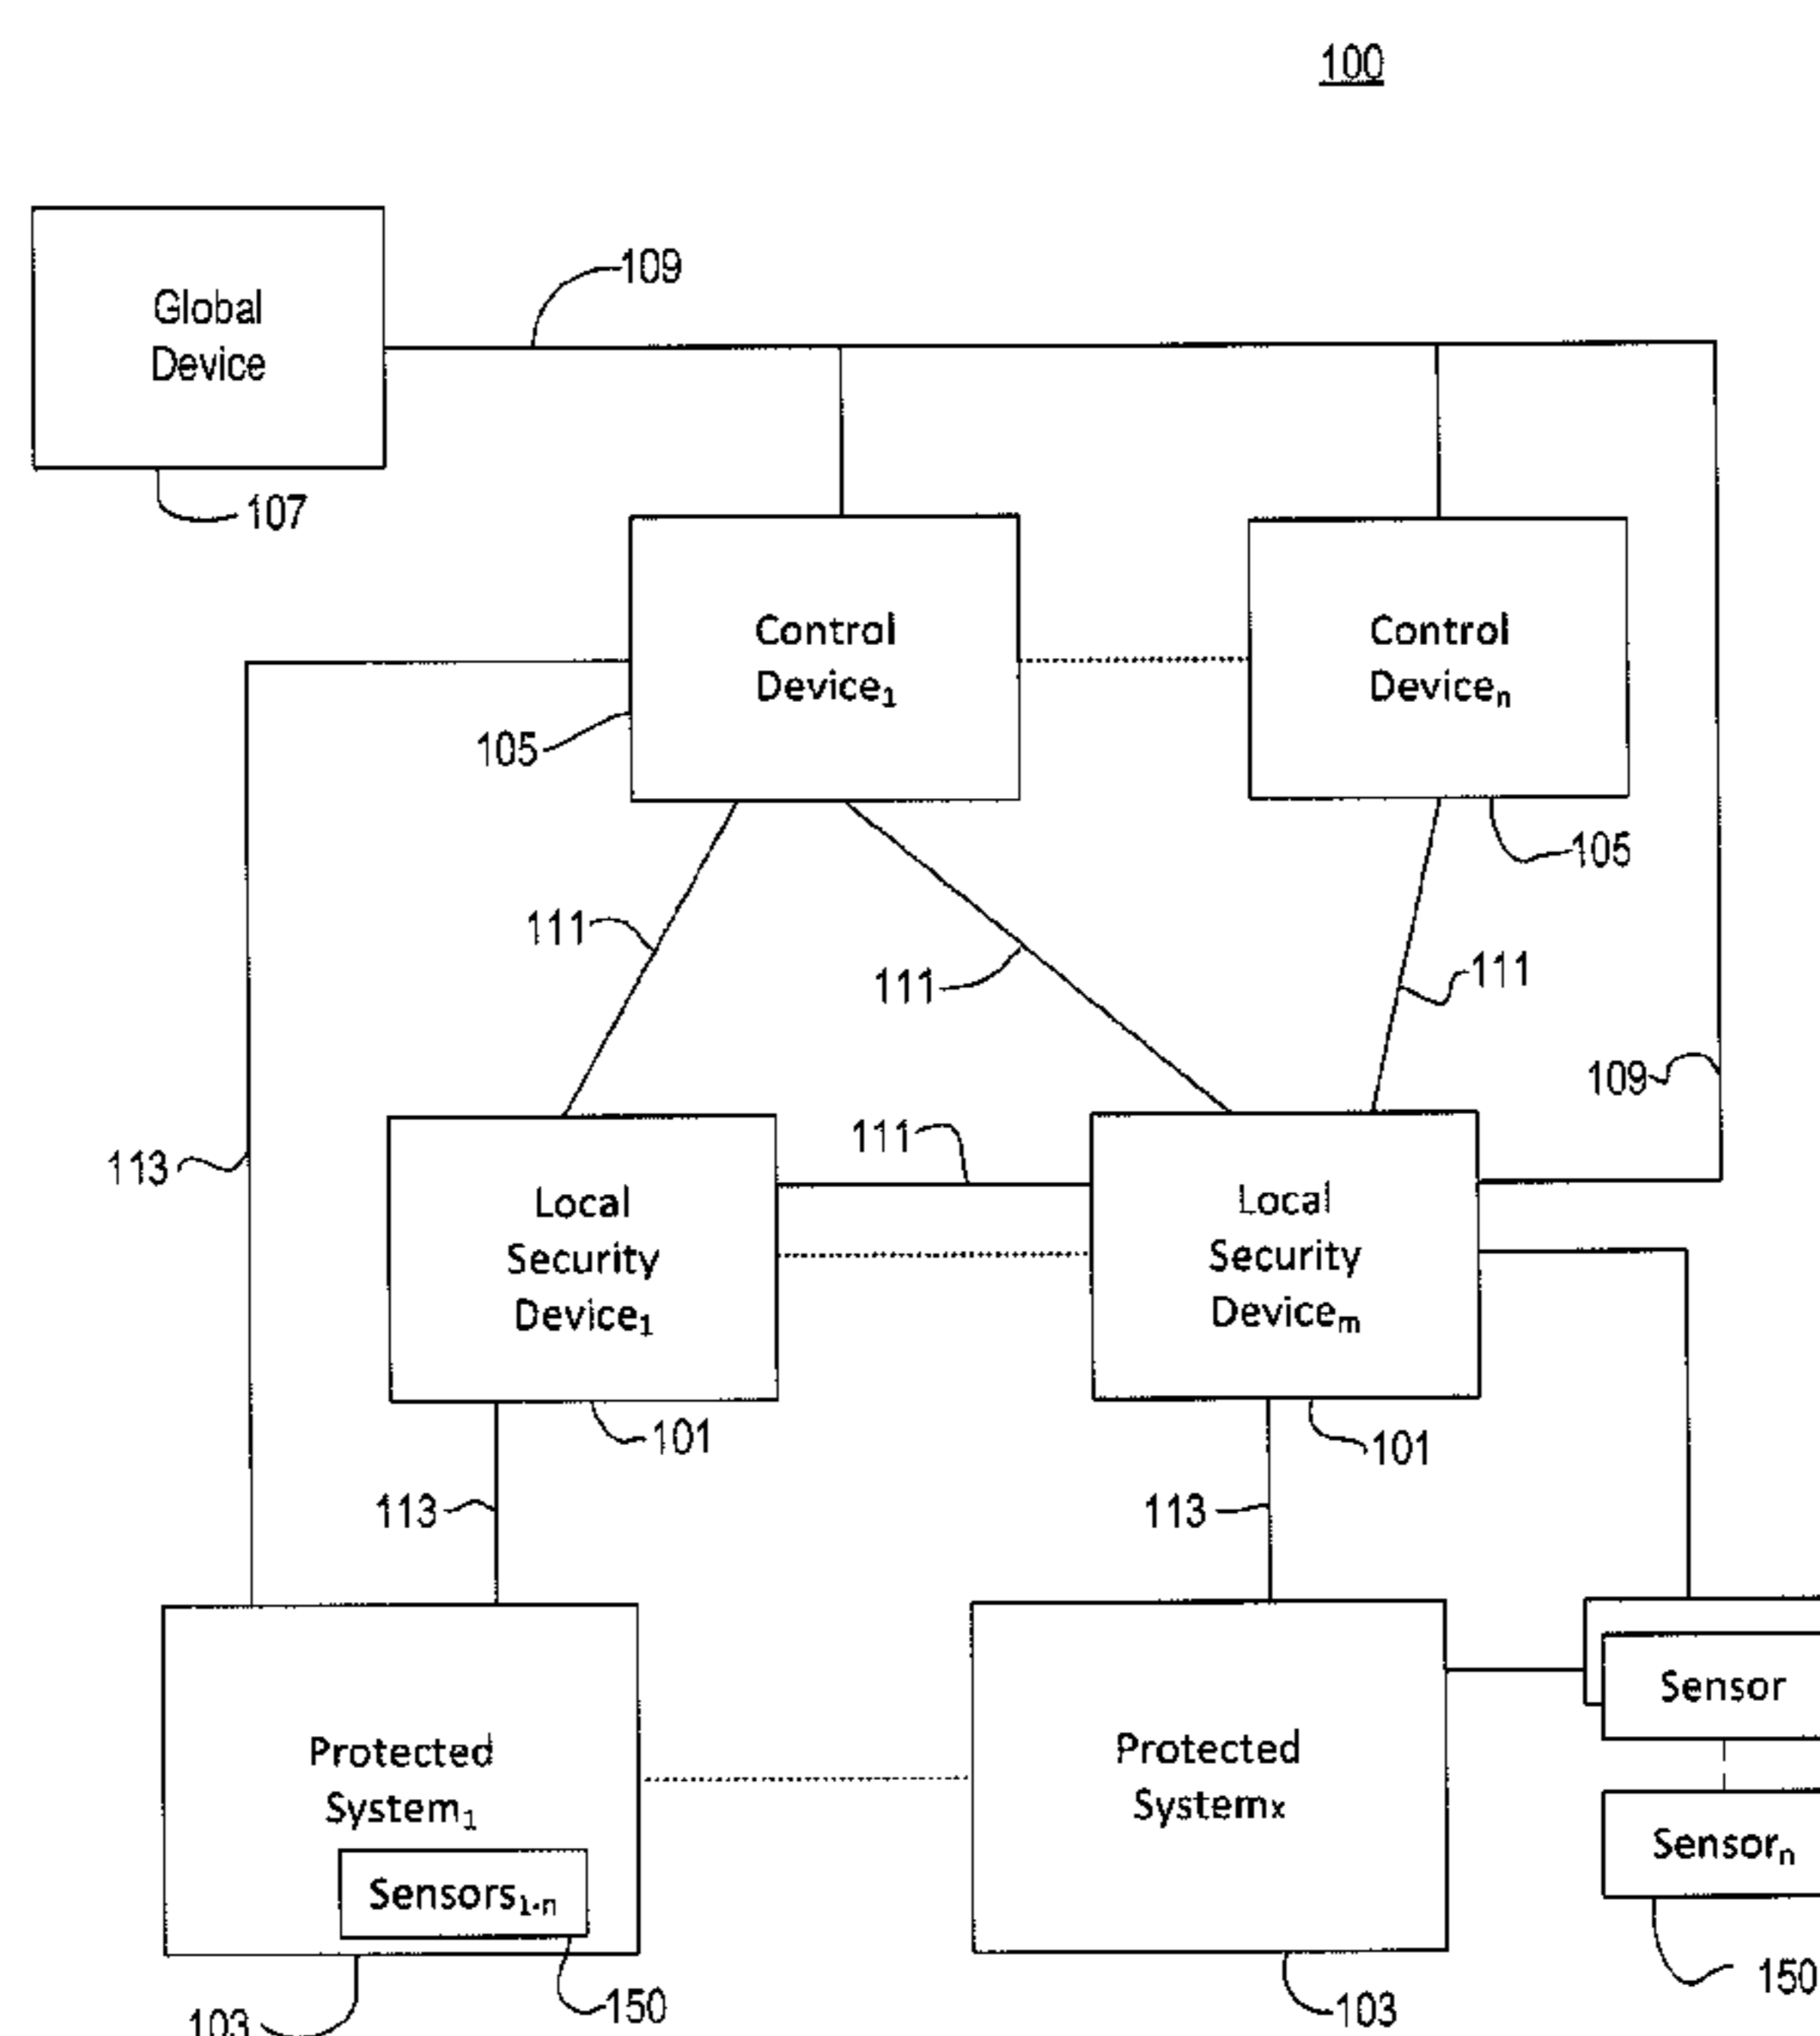 100
Global
Device
109
107
Control
Device₁
Control
Deviceₙ
105
105
111
111
111
109
113
111
Local
Security
Device₁
Local
Security
Deviceₘ
101
101
113
113
Protected
System₁
Sensors₁₋ₙ
Protected
Systemₓ
Sensor
Sensorₙ
150
103
150
103